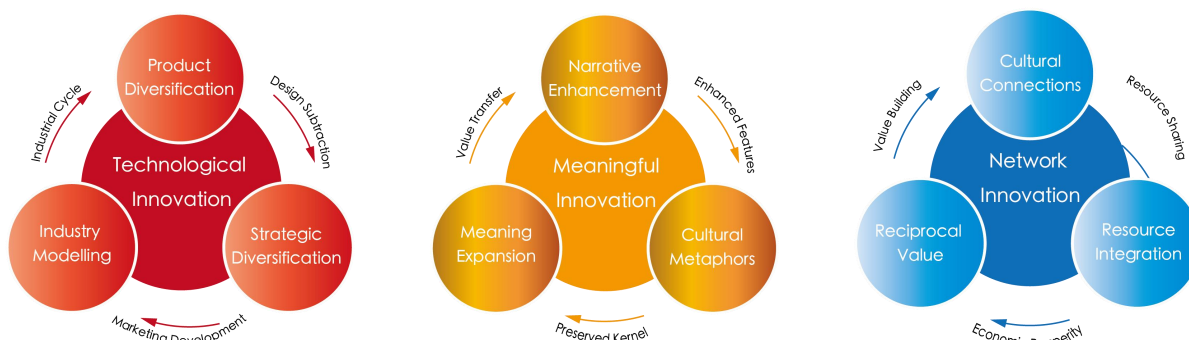 Product
Diversification
Industrial Cycle
Design Subtraction
Technological
Innovation
Industry
Modelling
Strategic
Diversification
Marketing Development
Narrative
Enhancement
Value Transfer
Enhanced Features
Meaningful
Innovation
Meaning
Expansion
Cultural
Metaphors
Preserved Kernel
Cultural
Connections
Value Building
Resource Sharing
Network
Innovation
Reciprocal
Value
Resource
Integration
Economic Prosperity